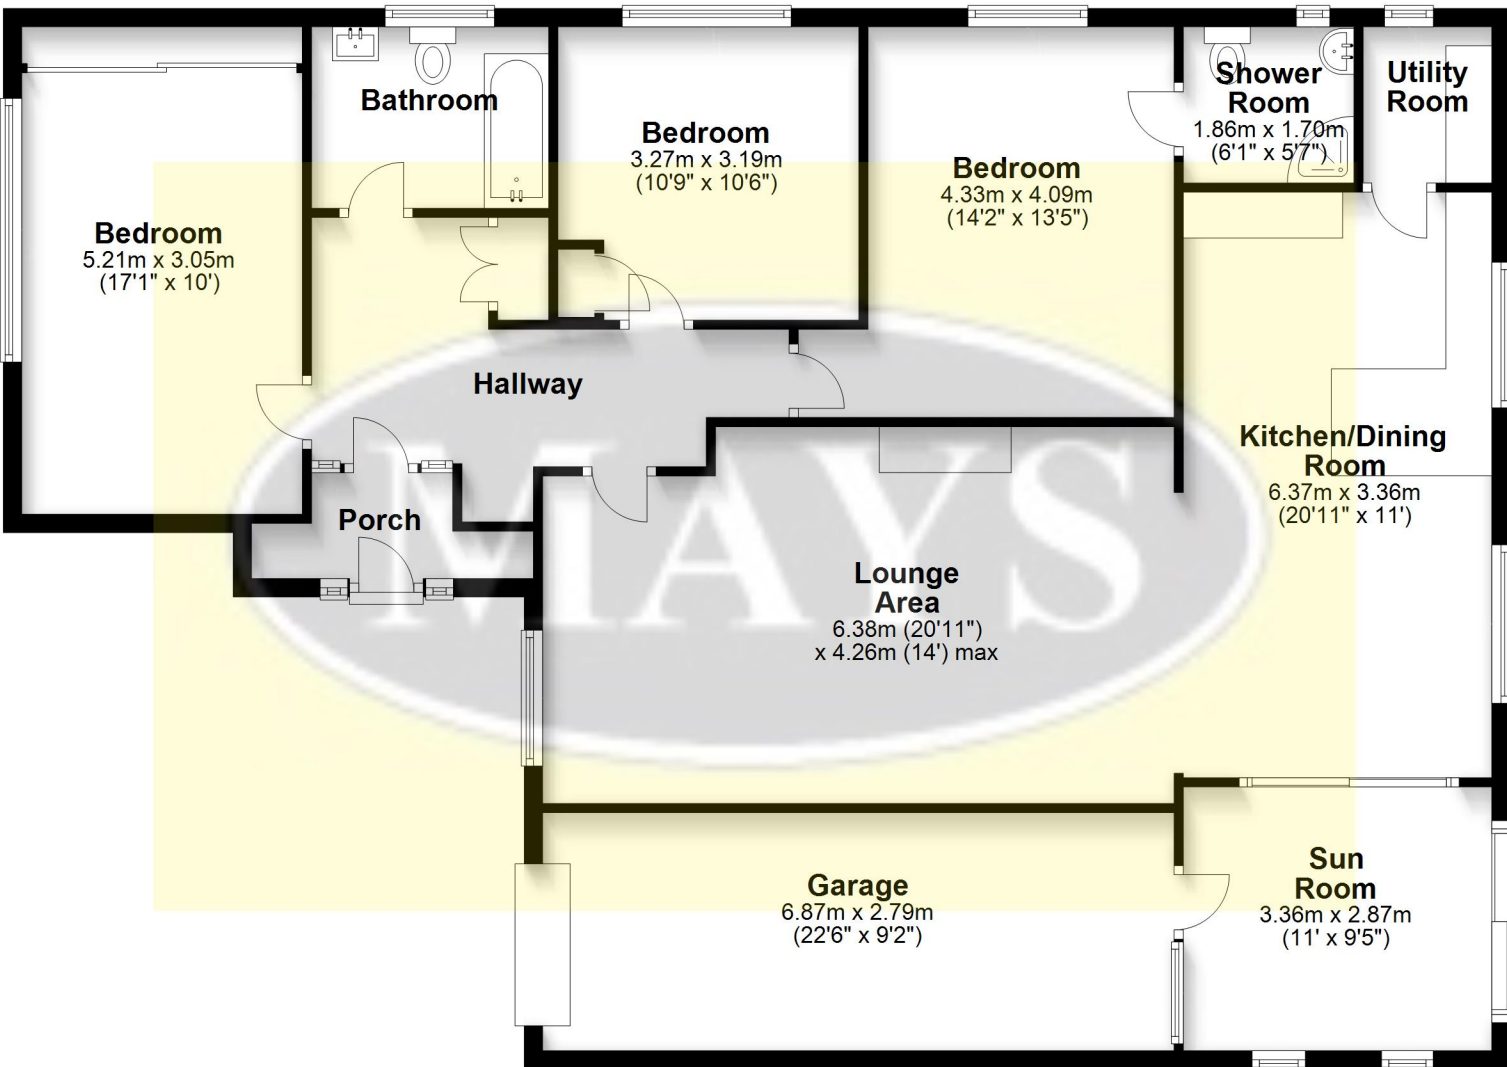 Bathroom
Bedroom
3.27m x 3.19m
(10'9" x 10'6")
Bedroom
4.33m x 4.09m
(14'2" x 13'5")
Shower
Room
1.86m x 1.70m
(6'1" x 5'7")
Utility
Room
Bedroom
5.21m x 3.05m
(17'1" x 10')
Hallway
Porch
Kitchen/Dining
Room
6.37m x 3.36m
(20'11" x 11')
MAYS
Lounge
Area
6.38m (20'11")
x 4.26m (14') max
Garage
6.87m x 2.79m
(22'6" x 9'2")
Sun
Room
3.36m x 2.87m
(11' x 9'5")